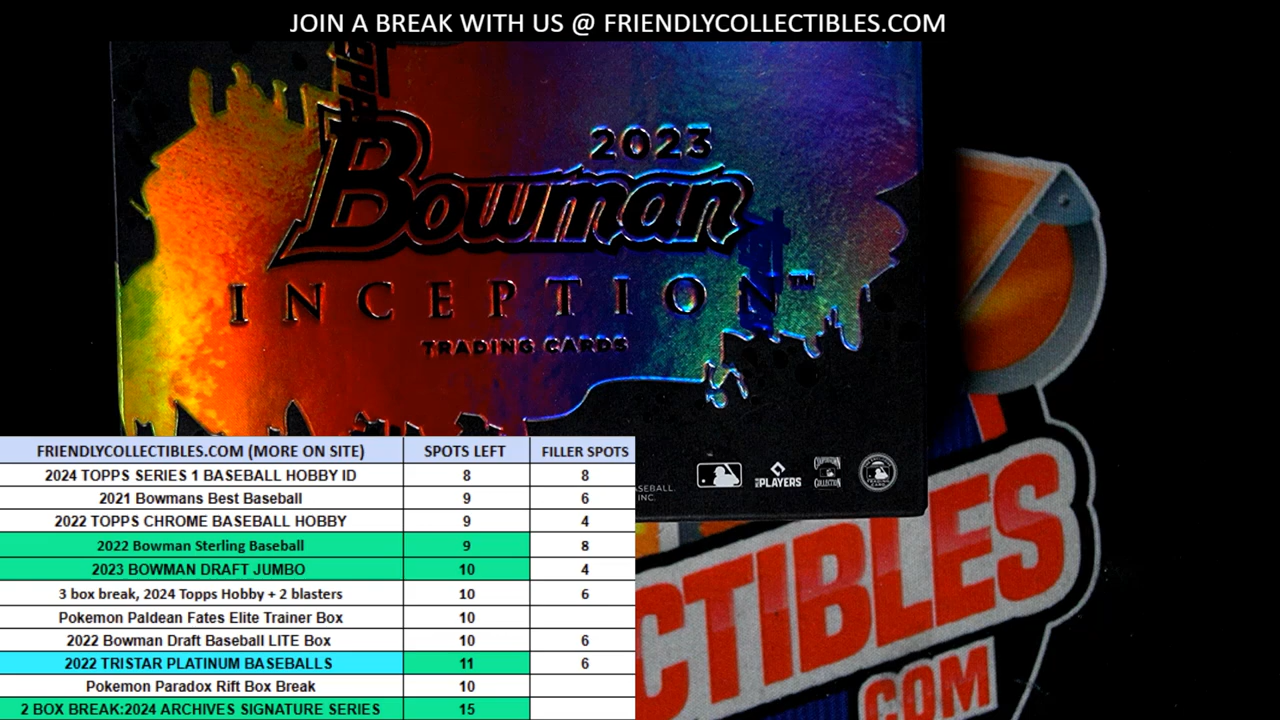 JOIN A BREAK WITH US @ FRIENDLYCOLLECTIBLES.COM
TOPPS
2023
Bowman
INCEPTION™
TRADING CARDS
ASEBALL.
INC.
PLAYERS
CTIBLES
.COM
FRIENDLYCOLLECTIBLES.COM (MORE ON SITE) SPOTS LEFT FILLER SPOTS
2024 TOPPS SERIES 1 BASEBALL HOBBY ID 8 8
2021 Bowmans Best Baseball 9 6
2022 TOPPS CHROME BASEBALL HOBBY 9 4
2022 Bowman Sterling Baseball 9 8
2023 BOWMAN DRAFT JUMBO 10 4
3 box break, 2024 Topps Hobby + 2 blasters 10 6
Pokemon Paldean Fates Elite Trainer Box 10
2022 Bowman Draft Baseball LITE Box 10 6
2022 TRISTAR PLATINUM BASEBALLS 11 6
Pokemon Paradox Rift Box Break 10
2 BOX BREAK:2024 ARCHIVES SIGNATURE SERIES 15